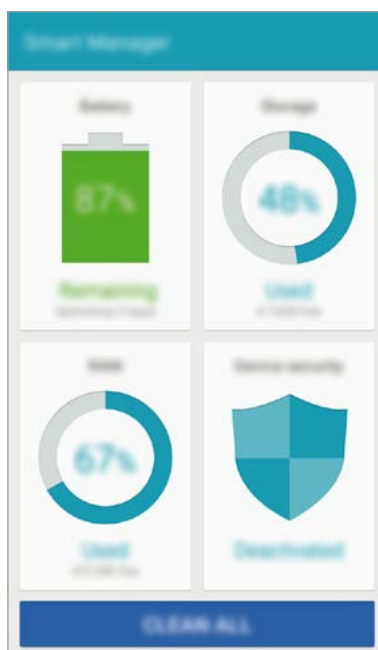 Smart Manager
Battery
Storage
87%
48%
Remaining
Used
RAM
Device security
67%
Used
Deactivated
CLEAN ALL